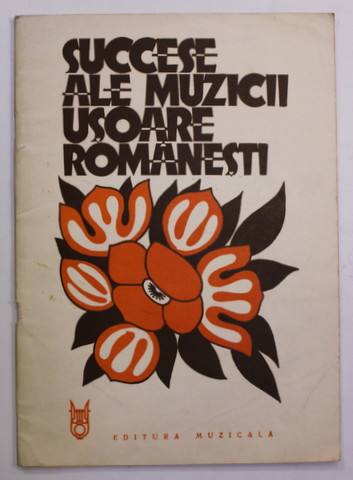 SUCCESE
ALE MUZICII
UȘOARE
ROMÂNEȘTI
EDITURA MUZICALĂ